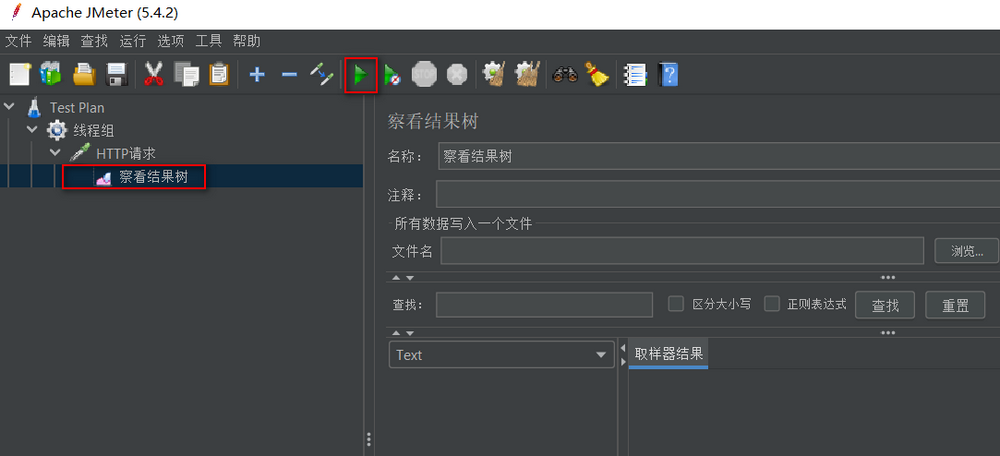 Apache JMeter (5.4.2)
文件 编辑 查找 运行 选项 工具 帮助
STOP
?
Test Plan
线程组
HTTP请求
察看结果树
察看结果树
名称： 察看结果树
注释：
所有数据写入一个文件
文件名 浏览...
查找： 区分大小写 正则表达式 查找 重置
Text 取样器结果